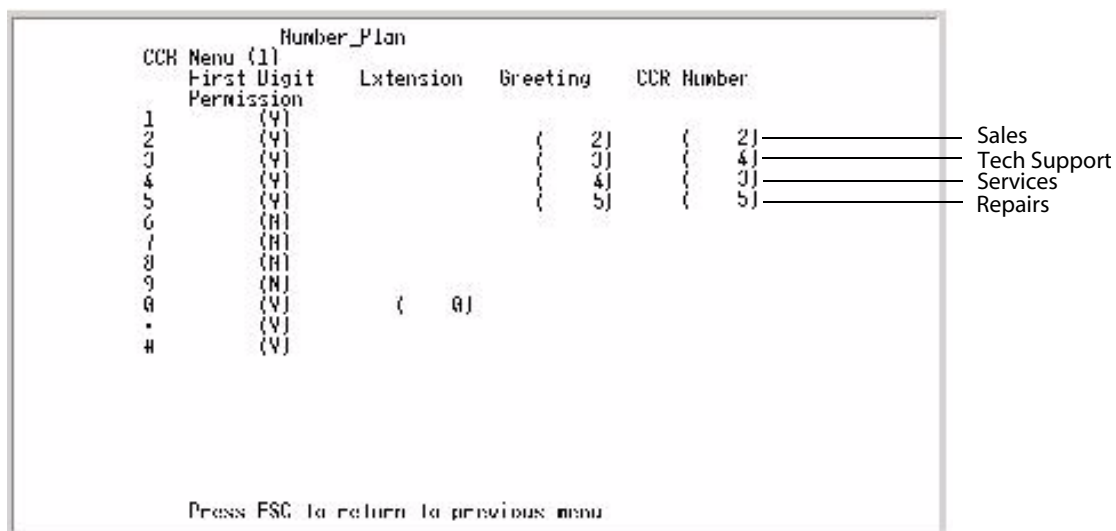 Number_Plan
CCR Menu (1)
First Digit Extension Greeting CCR Number
Permission
1 (Y)
2 (Y) ( 2) ( 2) Sales
3 (Y) ( 3) ( 4) Tech Support
4 (Y) ( 4) ( 3) Services
5 (Y) ( 5) ( 5) Repairs
6 (N)
7 (N)
8 (N)
9 (N)
0 (Y) ( 0)
* (Y)
# (Y)
Press ESC to return to previous menu